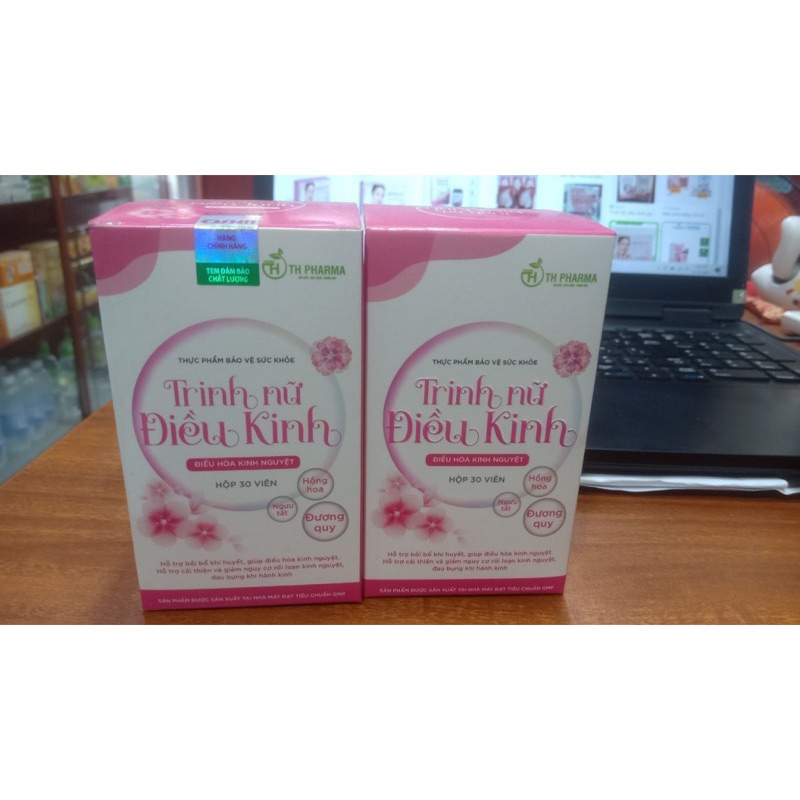 HÀNG
CHÍNH HÃNG
TEM ĐẢM BẢO
CHẤT LƯỢNG
TH PHARMA
THỰC PHẨM BẢO VỆ SỨC KHỎE
Trinh nữ
Điều Kinh
ĐIỀU HÒA KINH NGUYỆT
HỘP 30 VIÊN
Hồng
hoa
Ngưu
tất
Đương
quy
Hỗ trợ bồi bổ khí huyết, giúp điều hòa kinh nguyệt.
Hỗ trợ cải thiện và giảm nguy cơ rối loạn kinh nguyệt,
đau bụng khi hành kinh
SẢN PHẨM ĐƯỢC SẢN XUẤT TẠI NHÀ MÁY ĐẠT TIÊU CHUẨN GMP
TH PHARMA
THỰC PHẨM BẢO VỆ SỨC KHỎE
Trinh nữ
Điều Kinh
ĐIỀU HÒA KINH NGUYỆT
HỘP 30 VIÊN
Hồng
hoa
Ngưu
tất
Đương
quy
Hỗ trợ bồi bổ khí huyết, giúp điều hòa kinh nguyệt.
Hỗ trợ cải thiện và giảm nguy cơ rối loạn kinh nguyệt,
đau bụng khi hành kinh
SẢN PHẨM ĐƯỢC SẢN XUẤT TẠI NHÀ MÁY ĐẠT TIÊU CHUẨN GMP